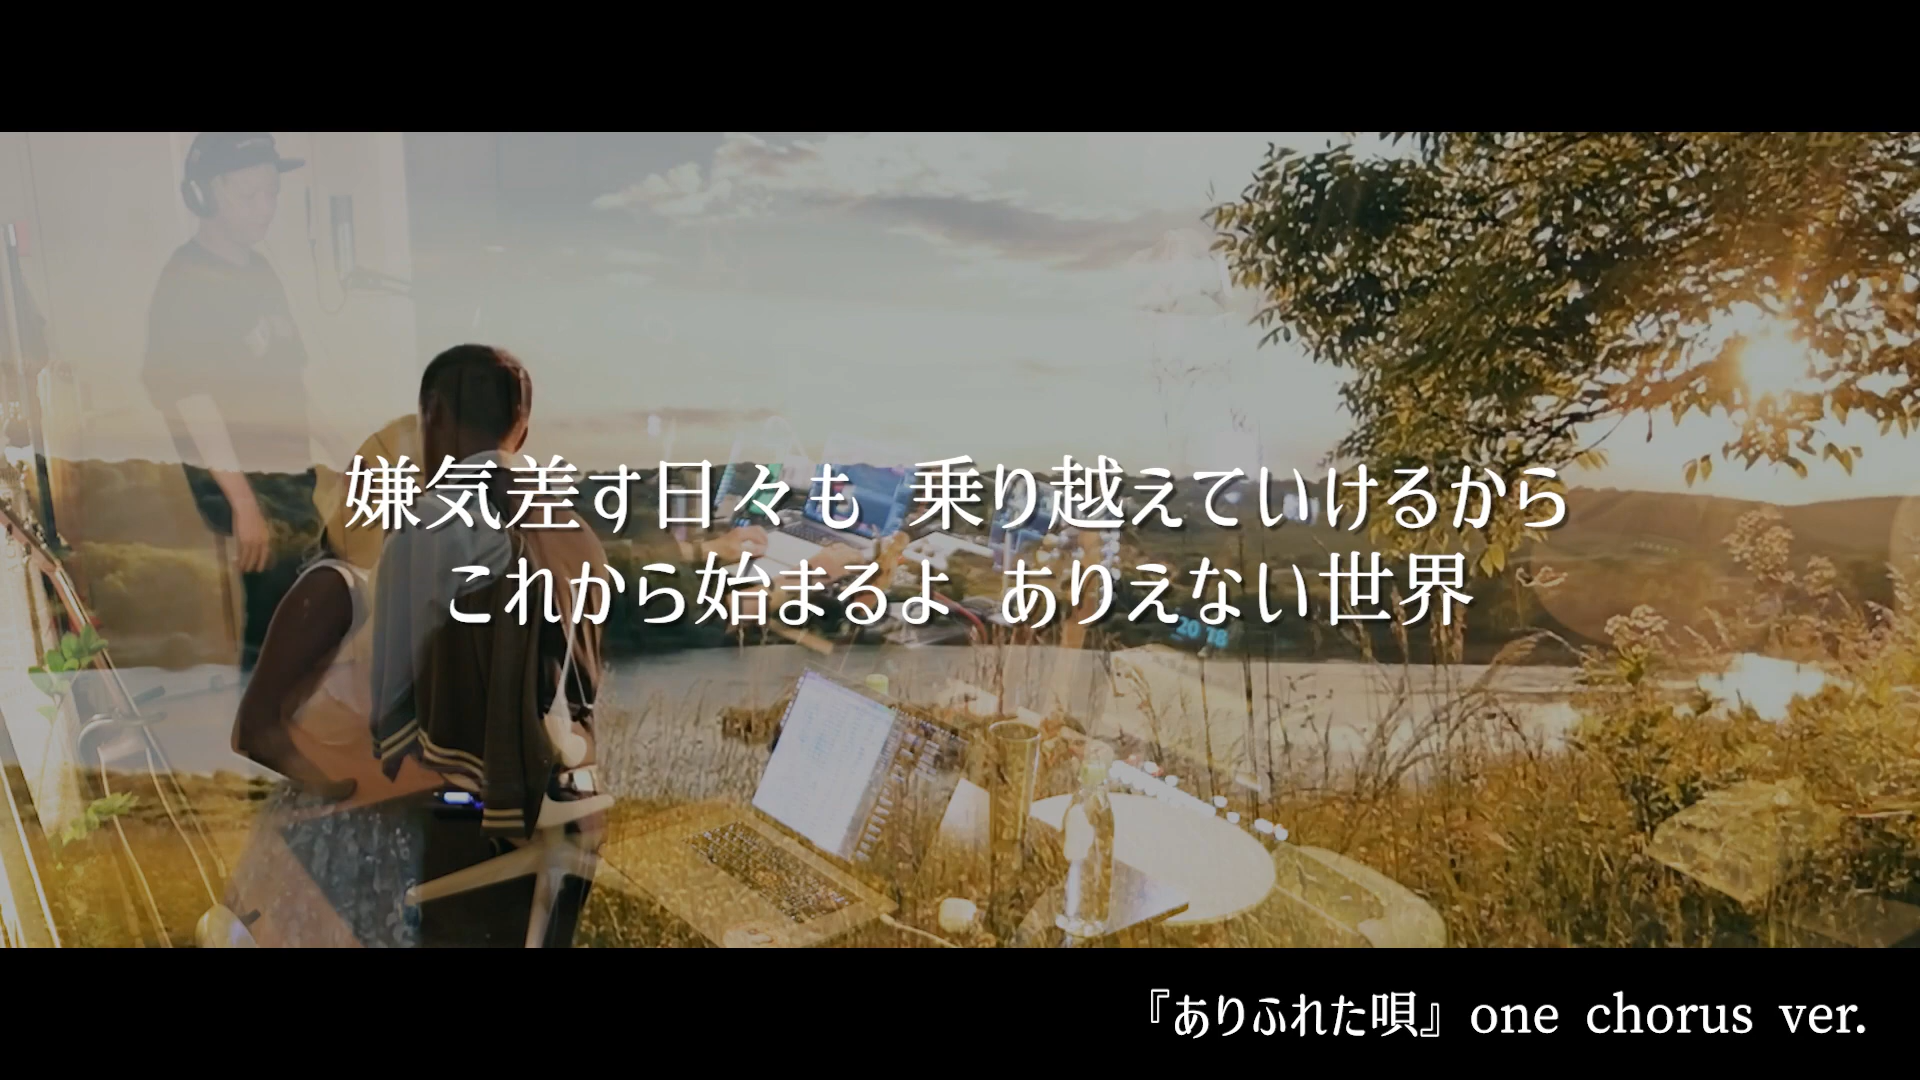 嫌気差す日々も 乗り越えていけるから
これから始まるよ ありえない世界
20 18
『ありふれた唄』 one chorus ver.